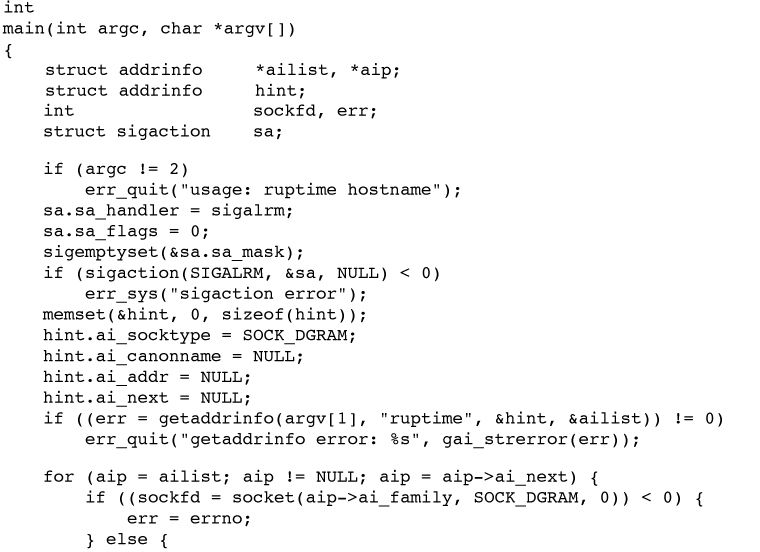 int
main(int argc, char *argv[])
{
    struct addrinfo     *ailist, *aip;
    struct addrinfo     hint;
    int                 sockfd, err;
    struct sigaction    sa;

    if (argc != 2)
        err_quit("usage: ruptime hostname");
    sa.sa_handler = sigalrm;
    sa.sa_flags = 0;
    sigemptyset(&sa.sa_mask);
    if (sigaction(SIGALRM, &sa, NULL) < 0)
        err_sys("sigaction error");
    memset(&hint, 0, sizeof(hint));
    hint.ai_socktype = SOCK_DGRAM;
    hint.ai_canonname = NULL;
    hint.ai_addr = NULL;
    hint.ai_next = NULL;
    if ((err = getaddrinfo(argv[1], "ruptime", &hint, &ailist)) != 0)
        err_quit("getaddrinfo error: %s", gai_strerror(err));

    for (aip = ailist; aip != NULL; aip = aip->ai_next) {
        if ((sockfd = socket(aip->ai_family, SOCK_DGRAM, 0)) < 0) {
            err = errno;
        } else {